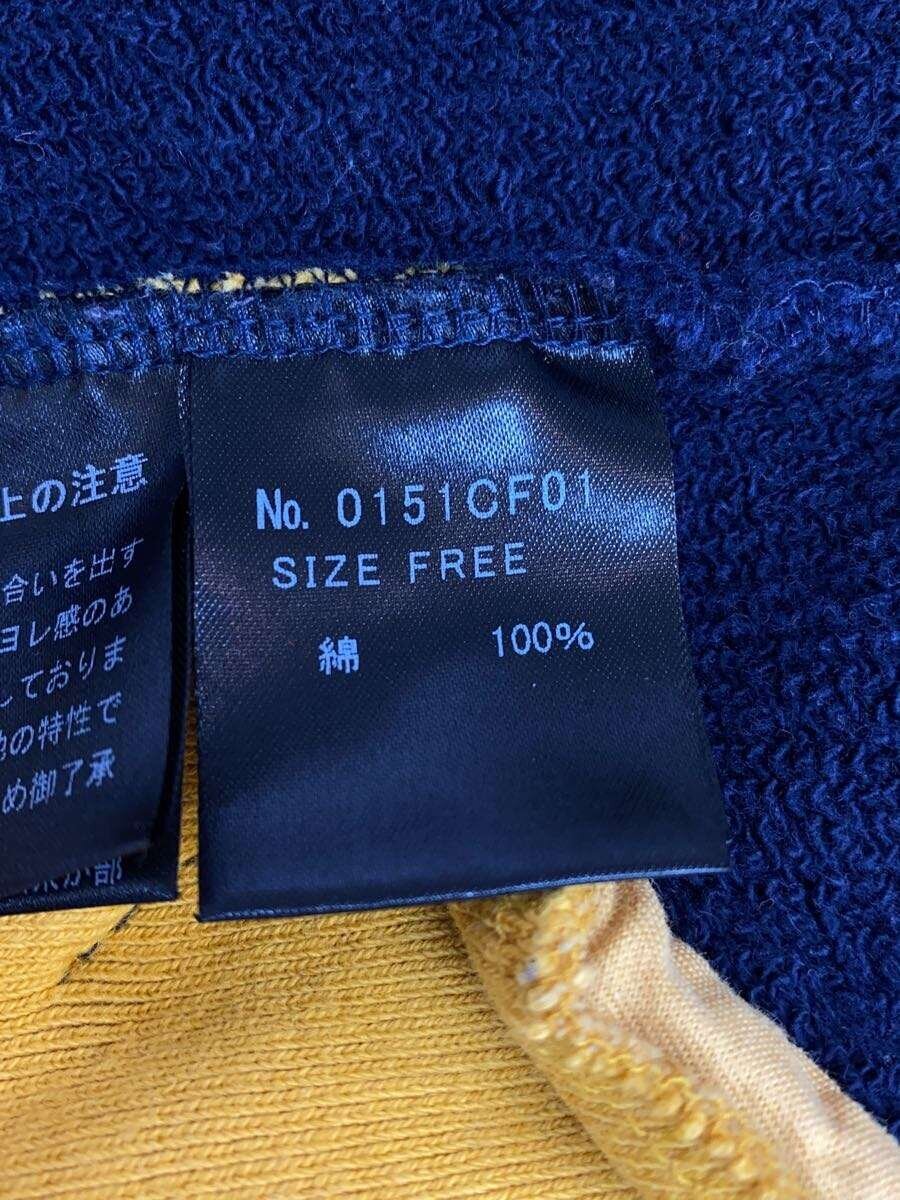 上の注意
合いを出す
ヨレ感のあ
しておりま
地の特性で
め御了承
No. 0151CF01
SIZE FREE
綿 100%